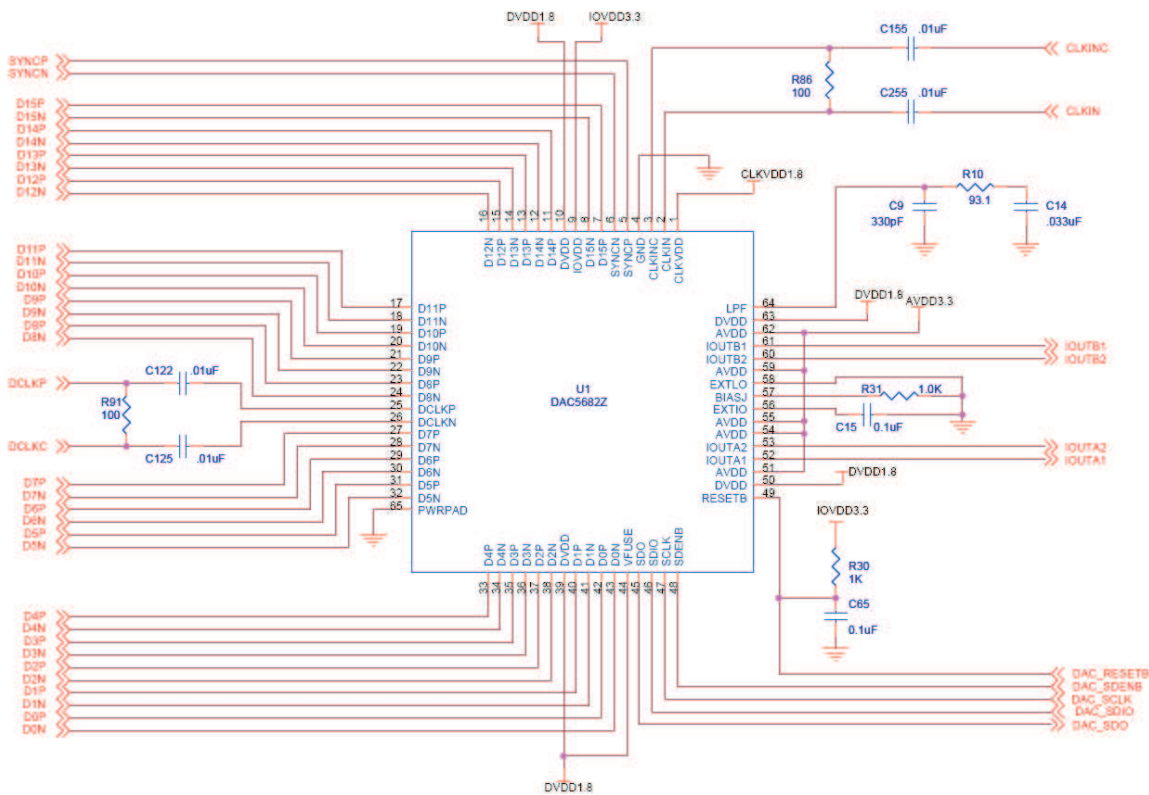 DVDD1.8 IOVDD3.3
C155 .01uF
CLKINC
SYNCP
SYNCN
R86
100
C255 .01uF
CLKIN
D15P
D15N
D14P
D14N
D13P
D13N
D12P
D12N
CLKVDD1.8
R10
93.1
C9
330pF
C14
.033uF
16 15 14 13 12 11 10 9 8 7 6 5 4 3 2 1
D12N D12P D13N D13P D14N D14P DVDD IOVDD D15N D15P SYNCN SYNCP GND CLKINC CLKIN CLKVDD
D11P
D11N
D10P
D10N
D9P
D9N
D8P
D8N
17 D11P
18 D11N
19 D10P
20 D10N
21 D9P
22 D9N
23 D8P
24 D8N
25 DCLKP
26 DCLKN
27 D7P
28 D7N
29 D6P
30 D6N
31 D5P
32 D5N
65 PWRPAD
C122 .01uF
DCLKP
R91
100
DCLKC
C125 .01uF
D7P
D7N
D6P
D6N
D5P
D5N
U1
DAC5682Z
LPF 64
DVDD 63
AVDD 62
IOUTB1 61
IOUTB2 60
AVDD 59
EXTLO 58
BIASJ 57
EXTIO 56
AVDD 55
AVDD 54
IOUTA2 53
IOUTA1 52
AVDD 51
DVDD 50
RESETB 49
DVDD1.8
AVDD3.3
IOUTB1
IOUTB2
R31 1.0K
C15 0.1uF
IOUTA2
IOUTA1
DVDD1.8
IOVDD3.3
R30
1K
C65
0.1uF
D4P D4N D3P D3N D2P D2N DVDD D1P D1N D0P D0N VFUSE SDO SDIO SCLK SDENB
33 34 35 36 37 38 39 40 41 42 43 44 45 46 47 48
D4P
D4N
D3P
D3N
D2P
D2N
D1P
D1N
D0P
D0N
DAC_RESETB
DAC_SDENB
DAC_SCLK
DAC_SDIO
DAC_SDO
DVDD1.8